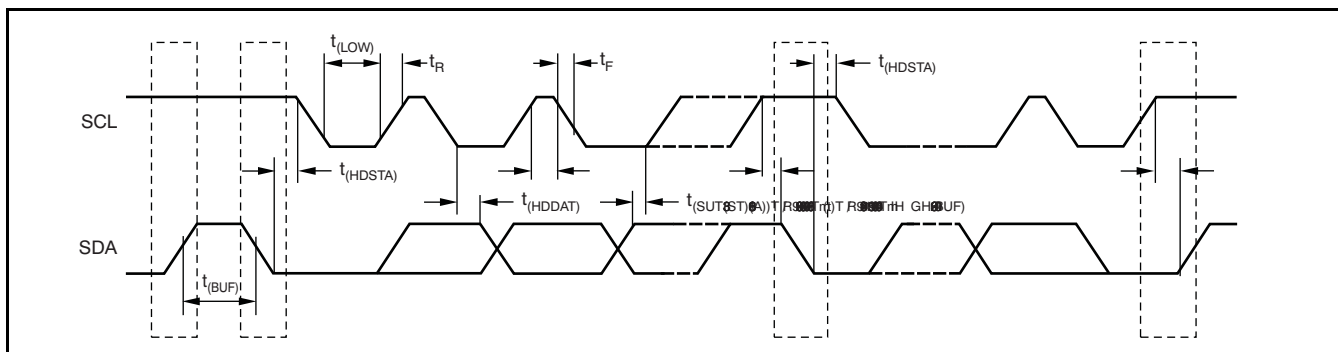 t(LOW)
tR
tF
t(HDSTA)
SCL
t(HDSTA)
t(HDDAT)
SDA
t(BUF)